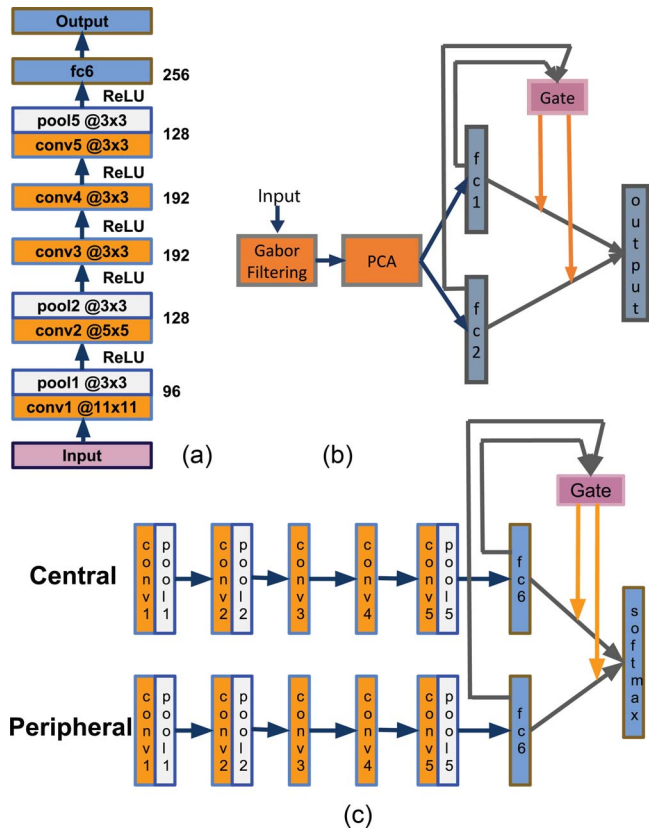 Output
fc6
256
ReLU
pool5 @3x3
conv5 @3x3
128
ReLU
conv4 @3x3
192
ReLU
conv3 @3x3
192
ReLU
pool2 @3x3
conv2 @5x5
128
ReLU
pool1 @3x3
conv1 @11x11
96
Input
(a)
Input
Gabor
Filtering
PCA
fc1
fc2
Gate
output
(b)
Central
conv1
pool1
conv2
pool2
conv3
conv4
conv5
pool5
fc6
Gate
softmax
Peripheral
conv1
pool1
conv2
pool2
conv3
conv4
conv5
pool5
fc6
(c)